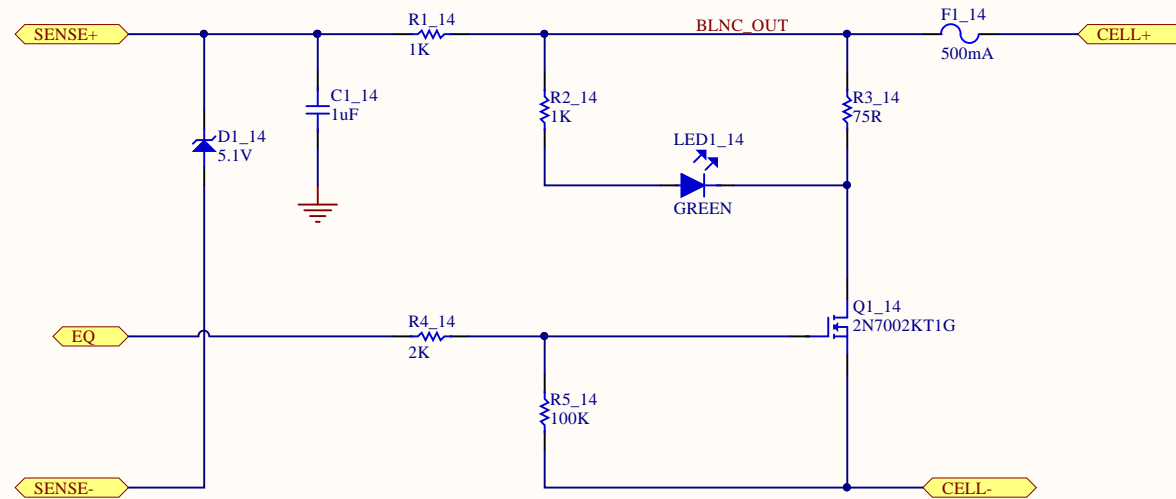 F1_14
R1_14
BLNC_OUT
SENSE+
CELL+
1K
500mA
C1_14
R2_14
R3_14
1uF
1K
75R
D1_14
LED1_14
5.1V
GREEN
Q1_14
R4_14
2N7002KT1G
EQ
2K
R5_14
100K
SENSE-
CELL-